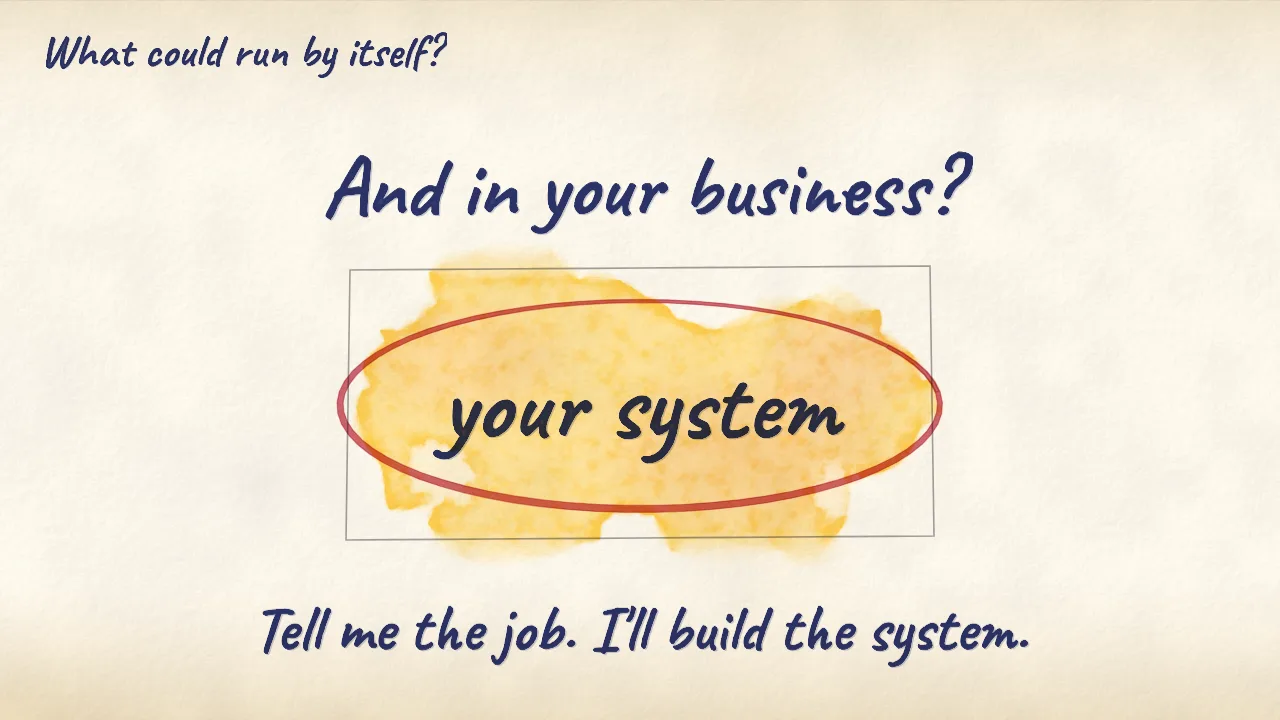 What could run by itself?
And in your business?
your system
Tell me the job. I'll build the system.